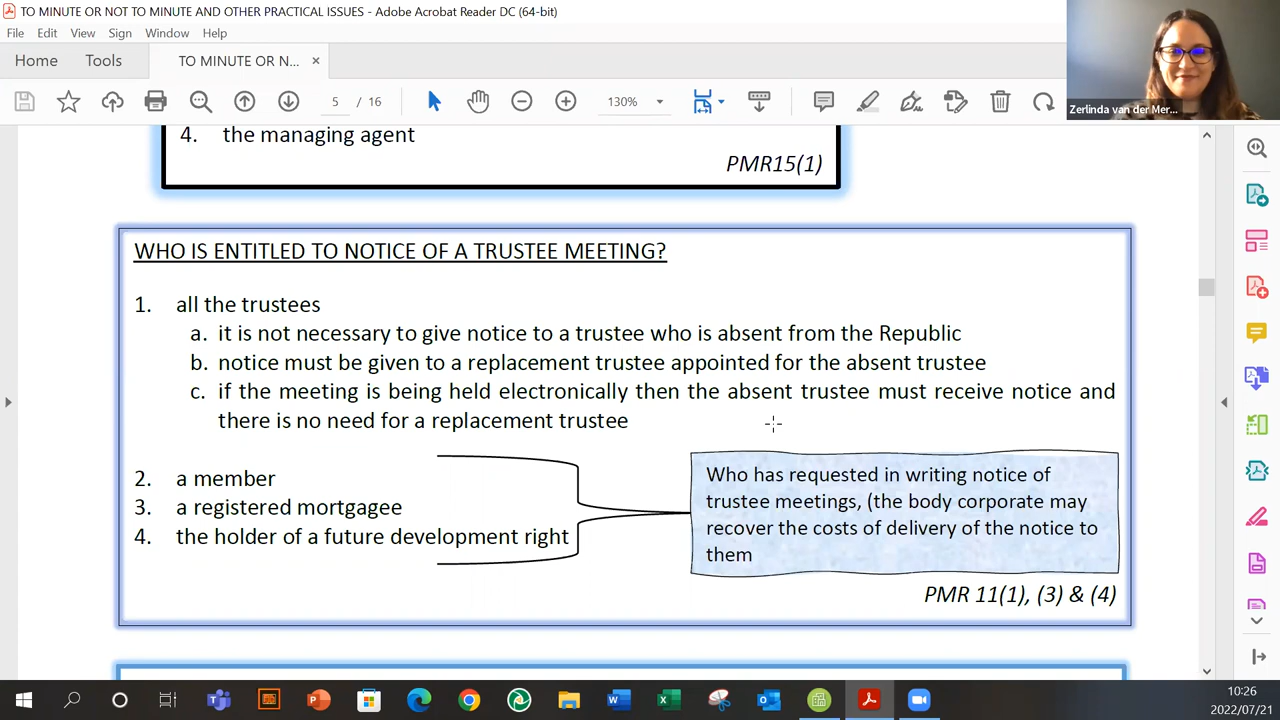 TO MINUTE OR NOT TO MINUTE AND OTHER PRACTICAL ISSUES - Adobe Acrobat Reader DC (64-bit)
File Edit View Sign Window Help
Home Tools TO MINUTE OR N... ×
5 / 16 130%
Zerlinda van der Mer...
4. the managing agent
PMR15(1)
WHO IS ENTITLED TO NOTICE OF A TRUSTEE MEETING?
1. all the trustees
a. it is not necessary to give notice to a trustee who is absent from the Republic
b. notice must be given to a replacement trustee appointed for the absent trustee
c. if the meeting is being held electronically then the absent trustee must receive notice and
there is no need for a replacement trustee
2. a member
3. a registered mortgagee
4. the holder of a future development right
Who has requested in writing notice of
trustee meetings, (the body corporate may
recover the costs of delivery of the notice to
them
PMR 11(1), (3) & (4)
10:26
2022/07/21